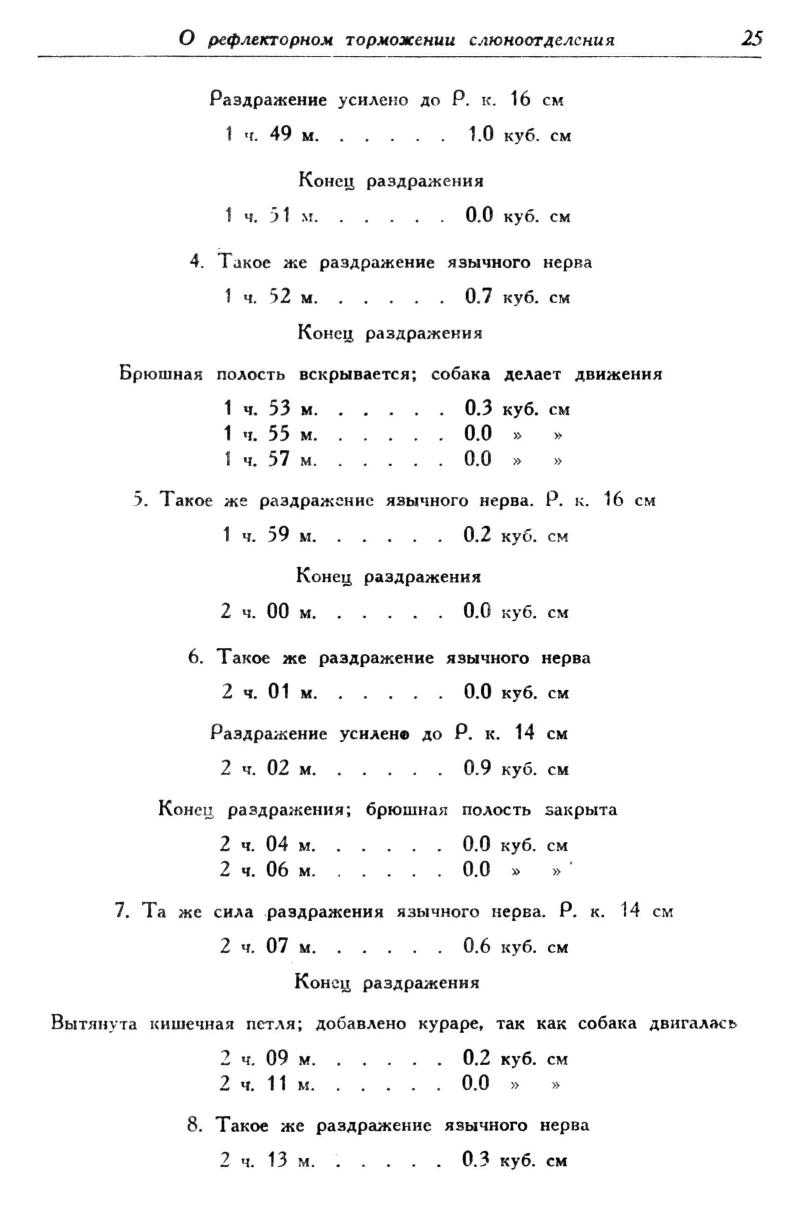 О рефлекторном торможении слюноотделения 25
Раздражение усилено до Р. к. 16 см
1 ч. 49 м. . . . . . 1.0 куб. см
Конец раздражения
1 ч. 51 м. . . . . . 0.0 куб. см
4. Такое же раздражение язычного нерва
1 ч. 52 м. . . . . . 0.7 куб. см
Конец раздражения
Брюшная полость вскрывается; собака делает движения
1 ч. 53 м. . . . . . 0.3 куб. см
1 ч. 55 м. . . . . . 0.0 » »
1 ч. 57 м. . . . . . 0.0 » »
5. Такое же раздражение язычного нерва. Р. к. 16 см
1 ч. 59 м. . . . . . 0.2 куб. см
Конец раздражения
2 ч. 00 м. . . . . . 0.0 куб. см
6. Такое же раздражение язычного нерва
2 ч. 01 м. . . . . . 0.0 куб. см
Раздражение усилено до Р. к. 14 см
2 ч. 02 м. . . . . . 0.9 куб. см
Конец раздражения; брюшная полость закрыта
2 ч. 04 м. . . . . . 0.0 куб. см
2 ч. 06 м. . . . . . 0.0 » »
7. Та же сила раздражения язычного нерва. Р. к. 14 см
2 ч. 07 м. . . . . . 0.6 куб. см
Конец раздражения
Вытянута кишечная петля; добавлено кураре, так как собака двигалась
2 ч. 09 м. . . . . . 0.2 куб. см
2 ч. 11 м. . . . . . 0.0 » »
8. Такое же раздражение язычного нерва
2 ч. 13 м. . . . . . 0.3 куб. см